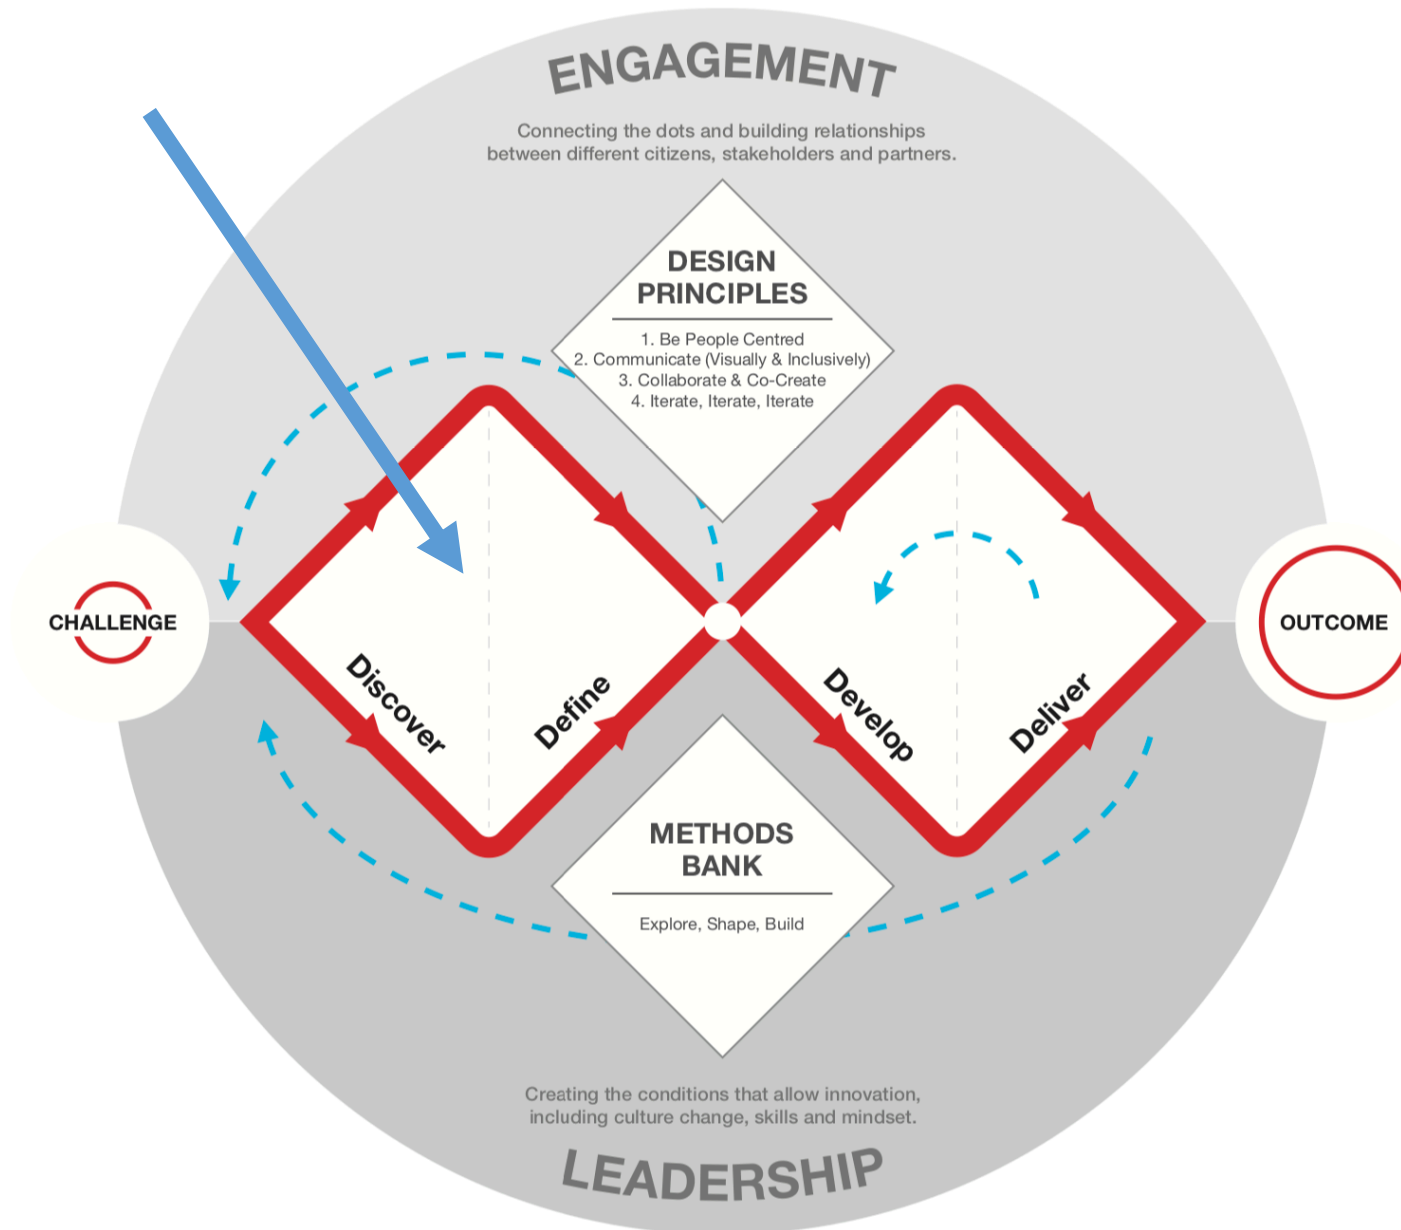 ENGAGEMENT
Connecting the dots and building relationships
between different citizens, stakeholders and partners.
DESIGN
PRINCIPLES
1. Be People Centred
2. Communicate (Visually & Inclusively)
3. Collaborate & Co-Create
4. Iterate, Iterate, Iterate
CHALLENGE
OUTCOME
Discover
Define
Develop
Deliver
METHODS
BANK
Explore, Shape, Build
Creating the conditions that allow innovation,
including culture change, skills and mindset.
LEADERSHIP